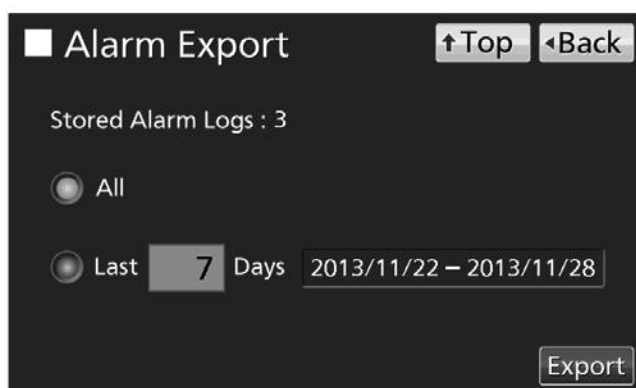 Alarm Export
↑Top
◂Back
Stored Alarm Logs : 3
All
Last 7 Days 2013/11/22 – 2013/11/28
Export